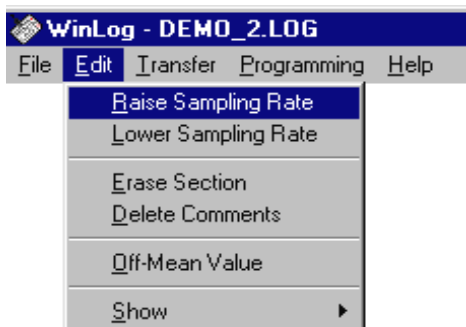 WinLog - DEMO_2.LOG
File Edit Transfer Programming Help
Raise Sampling Rate
Lower Sampling Rate
Erase Section
Delete Comments
Off-Mean Value
Show